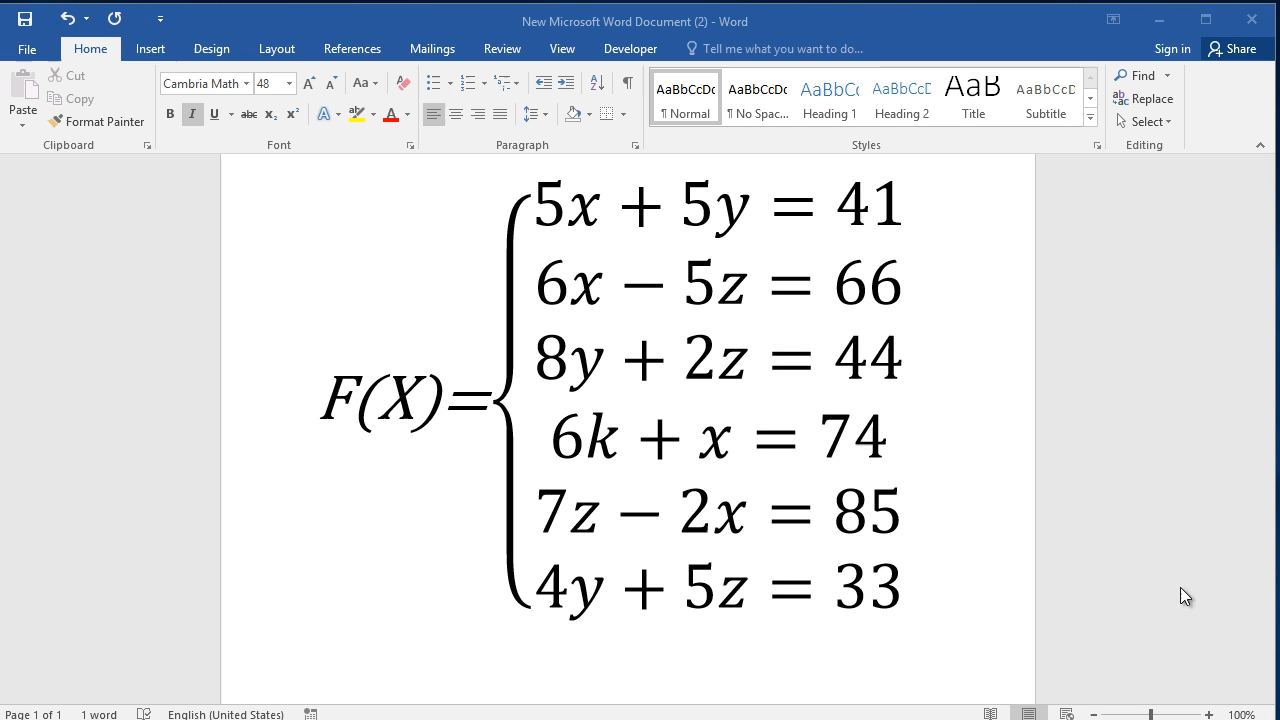 New Microsoft Word Document (2) - Word
File Home Insert Design Layout References Mailings Review View Developer Tell me what you want to do... Sign in Share
Paste
Cut
Copy
Format Painter
Clipboard
Cambria Math 48 A A Aa
B I U abc x₂ x² A aby A
Font
A Z ¶
Paragraph
AaBbCcDc AaBbCcDc AaBbCc AaBbCcD AaB AaBbCcD
¶ Normal ¶ No Spac... Heading 1 Heading 2 Title Subtitle
Styles
Find
Replace
Select
Editing
5x + 5y = 41
6x − 5z = 66
8y + 2z = 44
F(X)=
6k + x = 74
7z − 2x = 85
4y + 5z = 33
Page 1 of 1 1 word English (United States) 100%